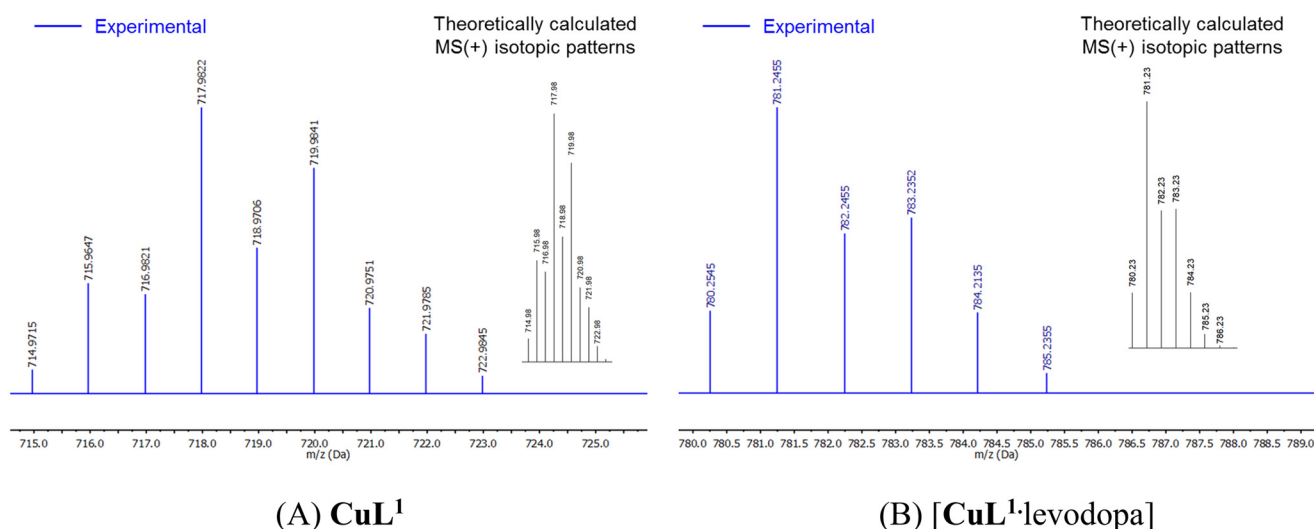 Experimental
Theoretically calculated
MS(+) isotopic patterns
714.9715
715.9647
716.9821
717.9822
718.9706
719.9841
720.9751
721.9785
722.9845
714.98
715.98
716.98
717.98
718.98
719.98
720.98
721.98
722.98
715.0 716.0 717.0 718.0 719.0 720.0 721.0 722.0 723.0 724.0 725.0
m/z (Da)
(A) CuL¹
Experimental
Theoretically calculated
MS(+) isotopic patterns
780.2545
781.2455
782.2455
783.2352
784.2135
785.2355
780.23
781.23
782.23
783.23
784.23
785.23
786.23
780.0 780.5 781.0 781.5 782.0 782.5 783.0 783.5 784.0 784.5 785.0 785.5 786.0 786.5 787.0 787.5 788.0 788.5 789.0
m/z (Da)
(B) [CuL¹·levodopa]